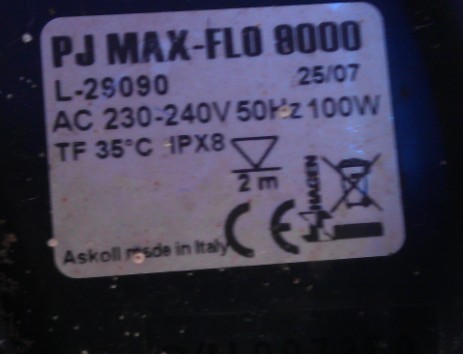 PJ MAX-FLO 8000
L-29090 25/07
AC 230-240V 50Hz 100W
TF 35°C IPX8
2 m
HAGEN
Askoll made in Italy CE